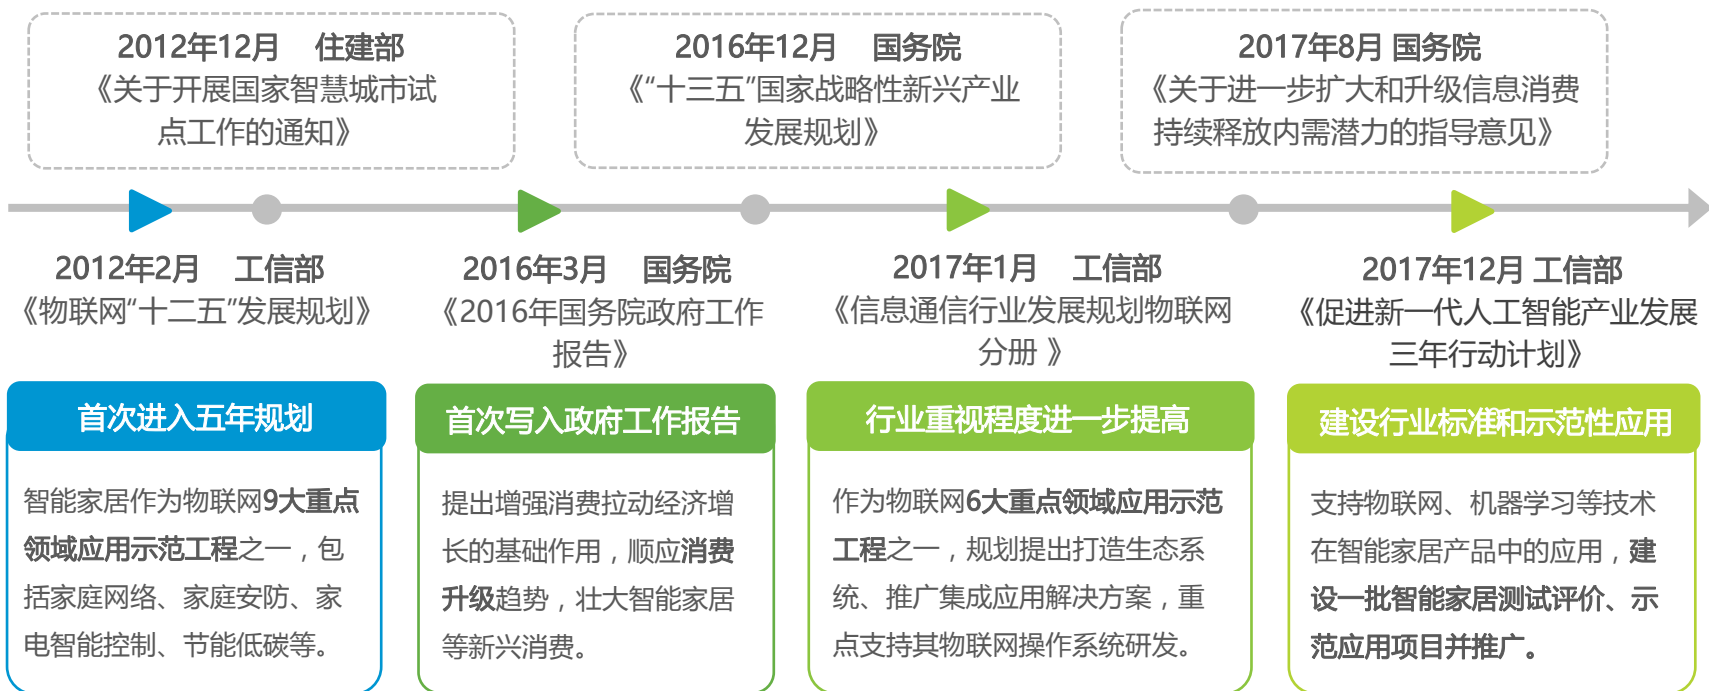 2012年12月 住建部
《关于开展国家智慧城市试
点工作的通知》
2016年12月 国务院
《“十三五”国家战略性新兴产业
发展规划》
2017年8月 国务院
《关于进一步扩大和升级信息消费
持续释放内需潜力的指导意见》
2012年2月 工信部
《物联网“十二五”发展规划》
2016年3月 国务院
《2016年国务院政府工作
报告》
2017年1月 工信部
《信息通信行业发展规划物联网
分册 》
2017年12月 工信部
《促进新一代人工智能产业发展
三年行动计划》
首次进入五年规划
智能家居作为物联网9大重点
领域应用示范工程之一，包
括家庭网络、家庭安防、家
电智能控制、节能低碳等。
首次写入政府工作报告
提出增强消费拉动经济增
长的基础作用，顺应消费
升级趋势，壮大智能家居
等新兴消费。
行业重视程度进一步提高
作为物联网6大重点领域应用示范
工程之一，规划提出打造生态系
统、推广集成应用解决方案，重
点支持其物联网操作系统研发。
建设行业标准和示范性应用
支持物联网、机器学习等技术
在智能家居产品中的应用，建
设一批智能家居测试评价、示
范应用项目并推广。